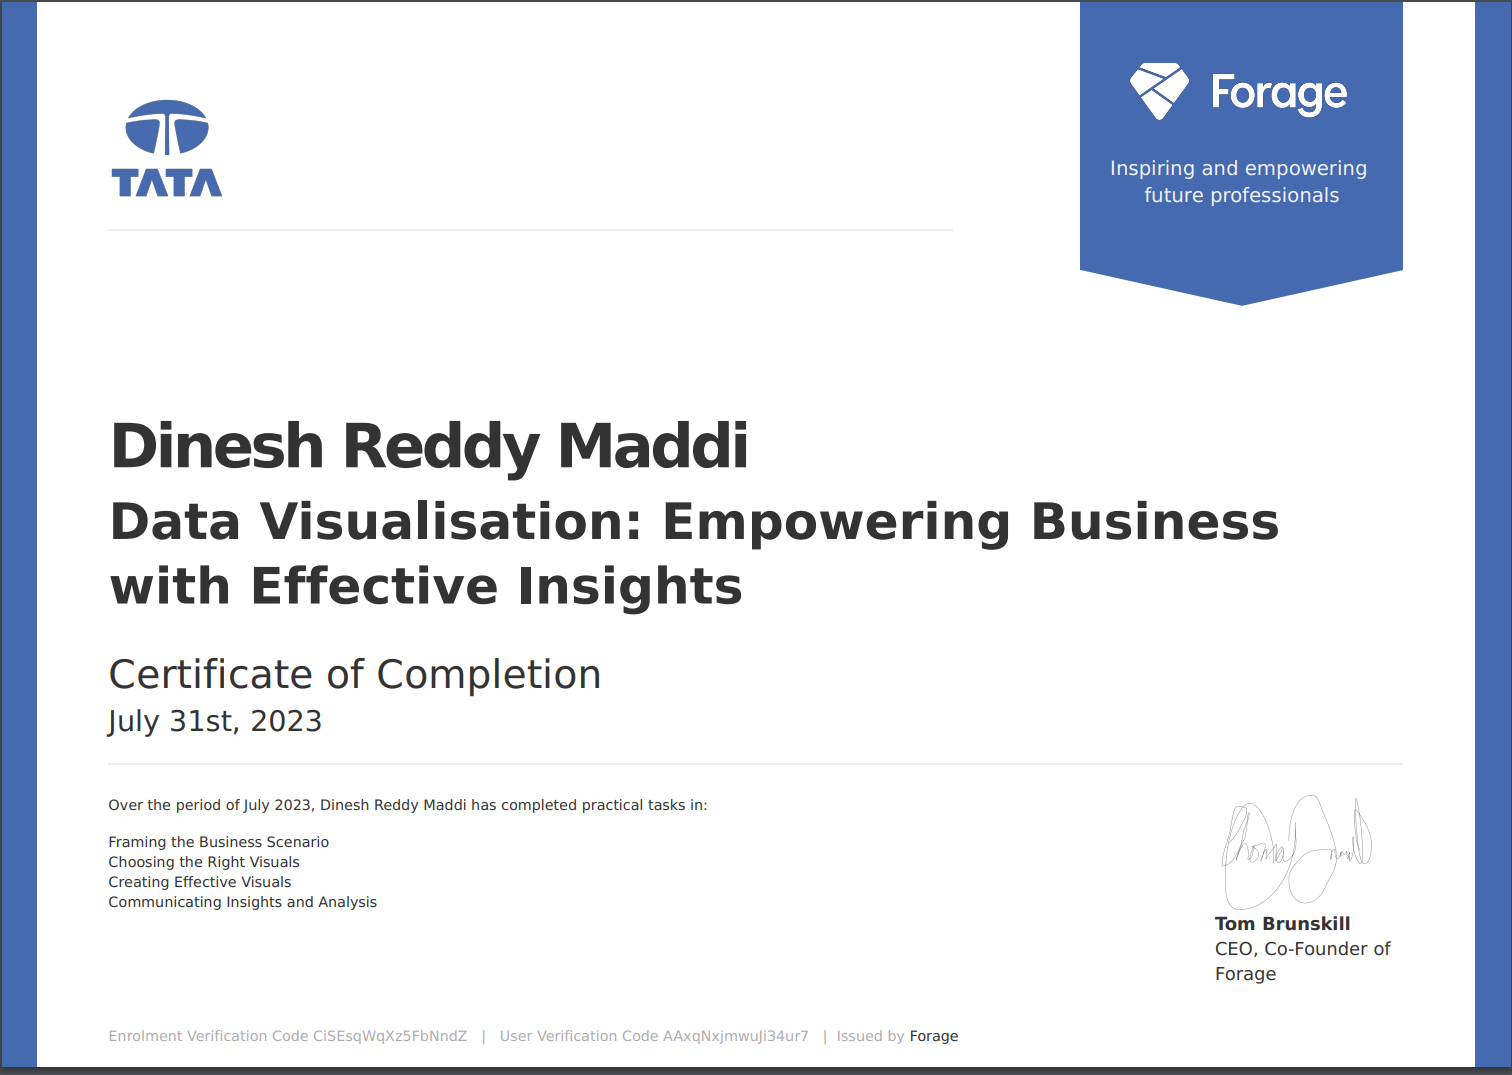 TATA
Forage
Inspiring and empowering
future professionals
Dinesh Reddy Maddi
Data Visualisation: Empowering Business
with Effective Insights
Certificate of Completion
July 31st, 2023
Over the period of July 2023, Dinesh Reddy Maddi has completed practical tasks in:
Framing the Business Scenario
Choosing the Right Visuals
Creating Effective Visuals
Communicating Insights and Analysis
Tom Brunskill
CEO, Co-Founder of
Forage
Enrolment Verification Code CiSEsqWqXz5FbNndZ | User Verification Code AAxqNxjmwuJi34ur7 | Issued by Forage